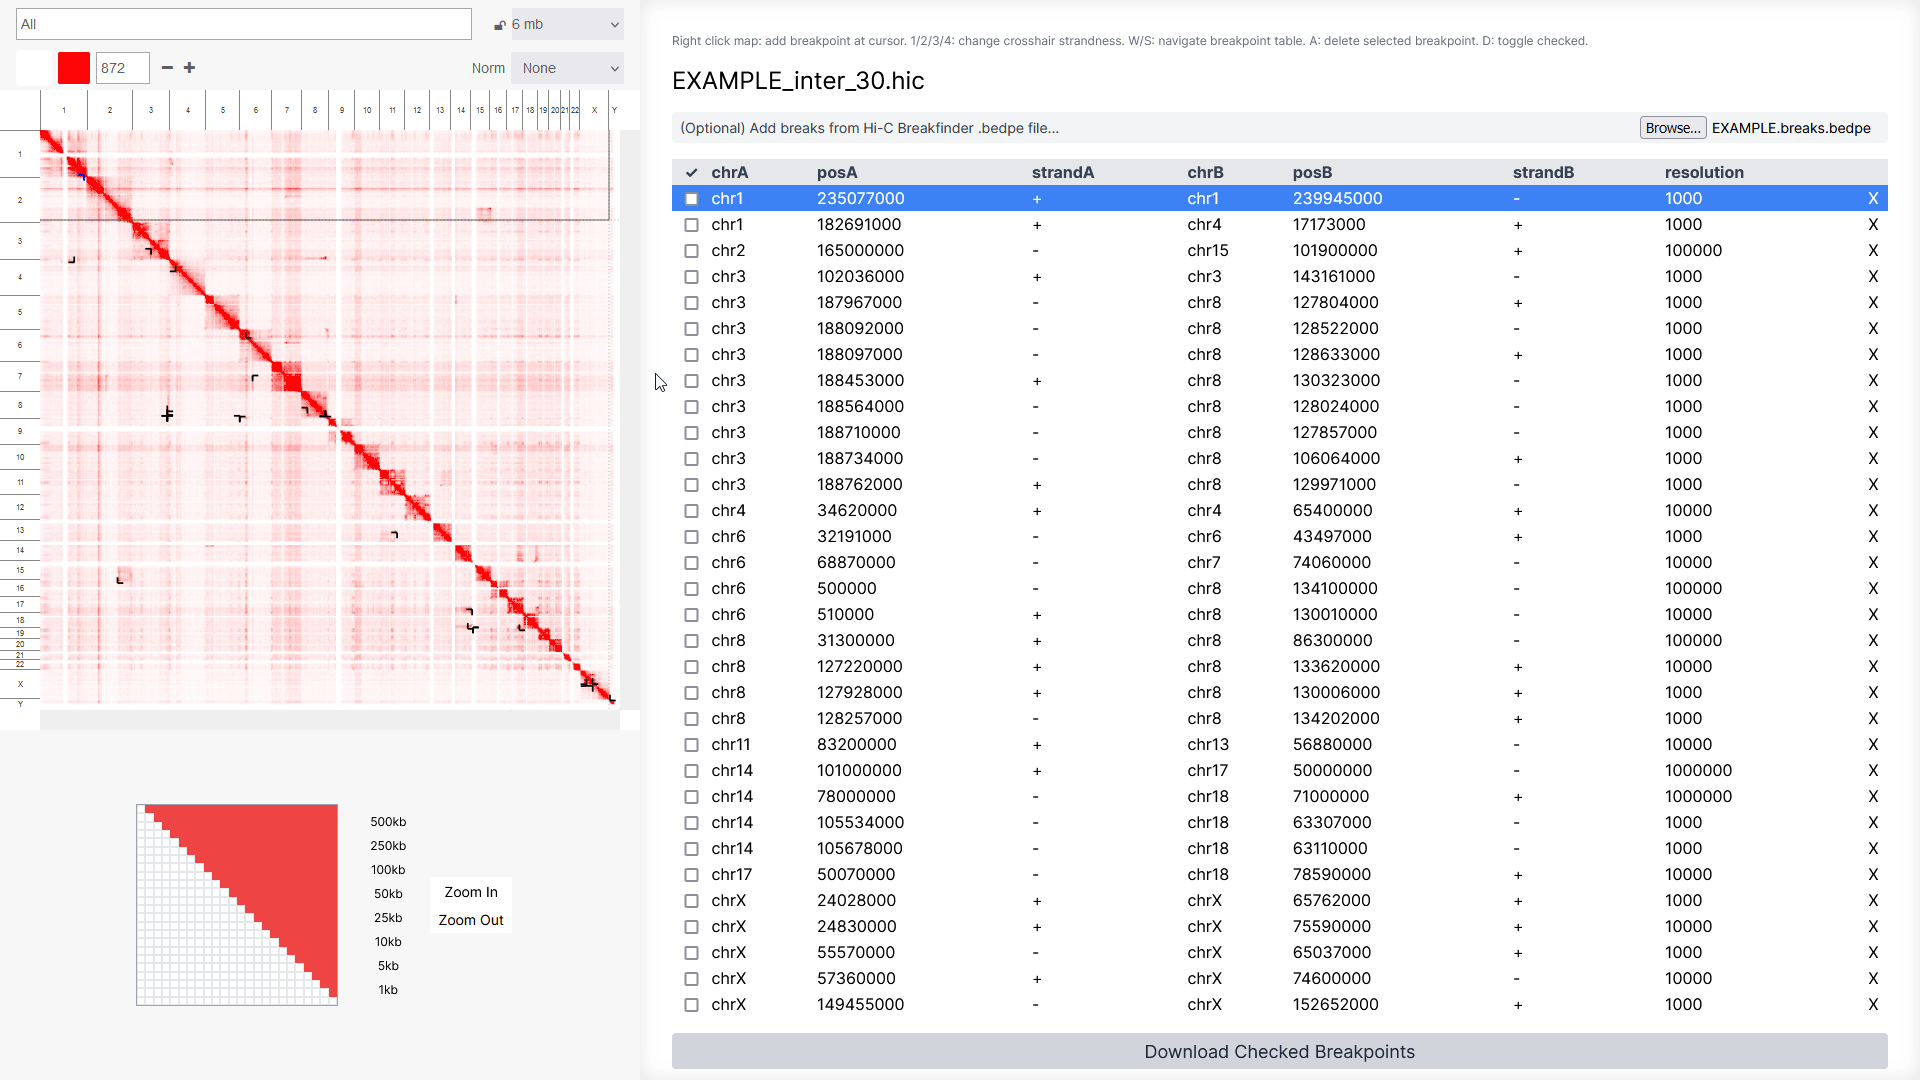 All
6 mb
872
Norm
None
1 2 3 4 5 6 7 8 9 10 11 12 13 14 15 16 17 18 19 20 21 22 X Y
1
2
3
4
5
6
7
8
9
10
11
12
13
14
15
16
17
18
19
20
21
22
X
Y
500kb
250kb
100kb
50kb
25kb
10kb
5kb
1kb
Zoom In
Zoom Out
Right click map: add breakpoint at cursor. 1/2/3/4: change crosshair strandness. W/S: navigate breakpoint table. A: delete selected breakpoint. D: toggle checked.
EXAMPLE_inter_30.hic
(Optional) Add breaks from Hi-C Breakfinder .bedpe file... Browse... EXAMPLE.breaks.bedpe
✓ chrA posA strandA chrB posB strandB resolution
chr1 235077000 + chr1 239945000 - 1000 X
chr1 182691000 + chr4 17173000 + 1000 X
chr2 165000000 - chr15 101900000 + 100000 X
chr3 102036000 + chr3 143161000 - 1000 X
chr3 187967000 - chr8 127804000 + 1000 X
chr3 188092000 - chr8 128522000 - 1000 X
chr3 188097000 - chr8 128633000 + 1000 X
chr3 188453000 + chr8 130323000 - 1000 X
chr3 188564000 - chr8 128024000 - 1000 X
chr3 188710000 - chr8 127857000 - 1000 X
chr3 188734000 - chr8 106064000 + 1000 X
chr3 188762000 + chr8 129971000 - 1000 X
chr4 34620000 + chr4 65400000 + 10000 X
chr6 32191000 - chr6 43497000 + 1000 X
chr6 68870000 - chr7 74060000 - 10000 X
chr6 500000 - chr8 134100000 - 100000 X
chr6 510000 + chr8 130010000 - 10000 X
chr8 31300000 + chr8 86300000 - 100000 X
chr8 127220000 + chr8 133620000 + 10000 X
chr8 127928000 + chr8 130006000 + 1000 X
chr8 128257000 - chr8 134202000 + 1000 X
chr11 83200000 + chr13 56880000 - 10000 X
chr14 101000000 + chr17 50000000 - 1000000 X
chr14 78000000 - chr18 71000000 + 1000000 X
chr14 105534000 - chr18 63307000 - 1000 X
chr14 105678000 - chr18 63110000 - 1000 X
chr17 50070000 - chr18 78590000 + 10000 X
chrX 24028000 + chrX 65762000 + 1000 X
chrX 24830000 + chrX 75590000 + 10000 X
chrX 55570000 - chrX 65037000 + 1000 X
chrX 57360000 + chrX 74600000 - 10000 X
chrX 149455000 - chrX 152652000 + 1000 X
Download Checked Breakpoints